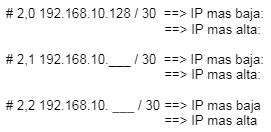 # 2,0 192.168.10.128 / 30 ==> IP mas baja:
==> IP mas alta:
# 2,1 192.168.10.___ / 30 ==> IP mas baja:
==> IP mas alta:
# 2,2 192.168.10. ___ / 30 ==> IP mas baja
==> IP mas alta